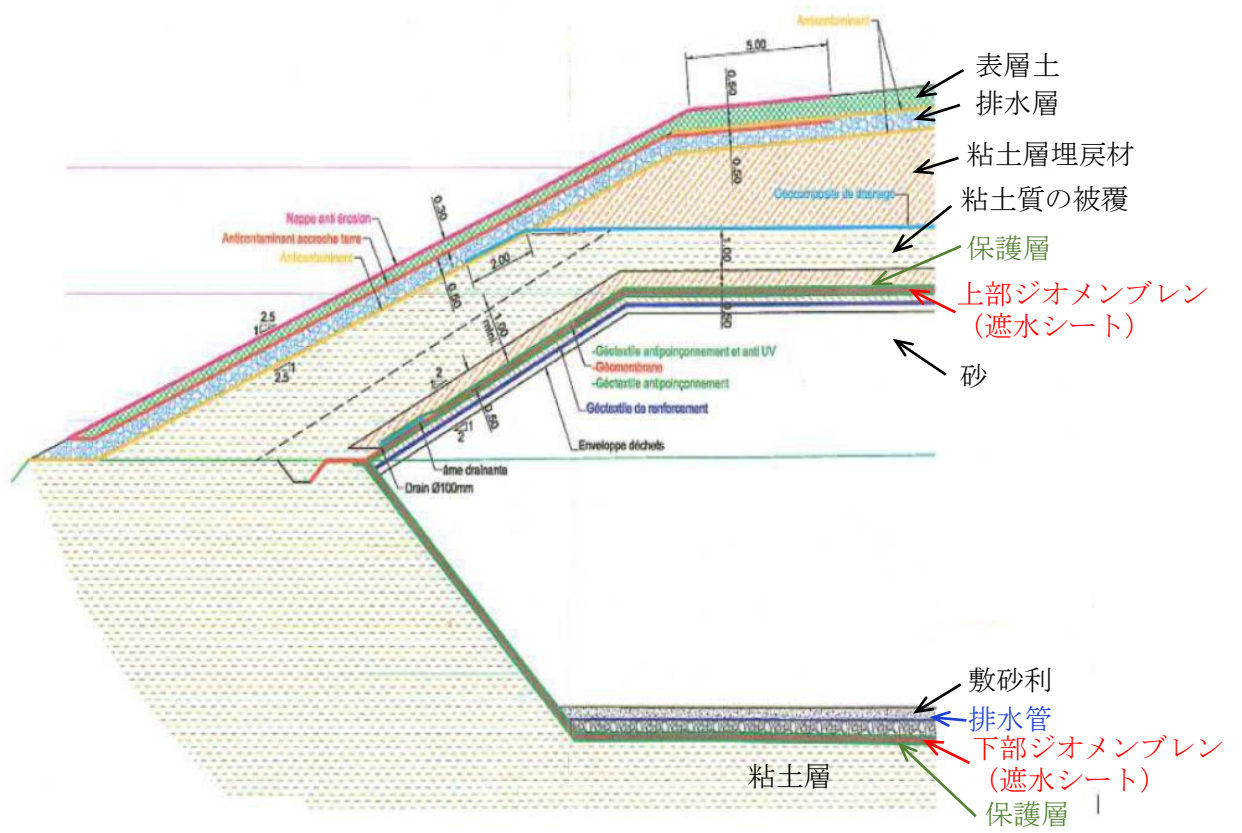 Anticontaminant
5.00
0.50
表層土
排水層
粘土層埋戻材
0.50
Géocomposite de drainage
粘土質の被覆
0.30
Nappe anti érosion
Anticontaminant accroche terre
Anticontaminant
2.00
1.00
保護層
上部ジオメンブレン
（遮水シート）
0.50
0.50
2.5
1
1.00
min.
1
2.5
-Géotextile antipoinçonnement et anti UV
-Géomembrane
-Géotextile antipoinçonnement
砂
2
1
Géotextile de renforcement
0.50
1
2
Enveloppe déchets
âme drainante
Drain Ø100mm
敷砂利
排水管
下部ジオメンブレン
（遮水シート）
粘土層
保護層